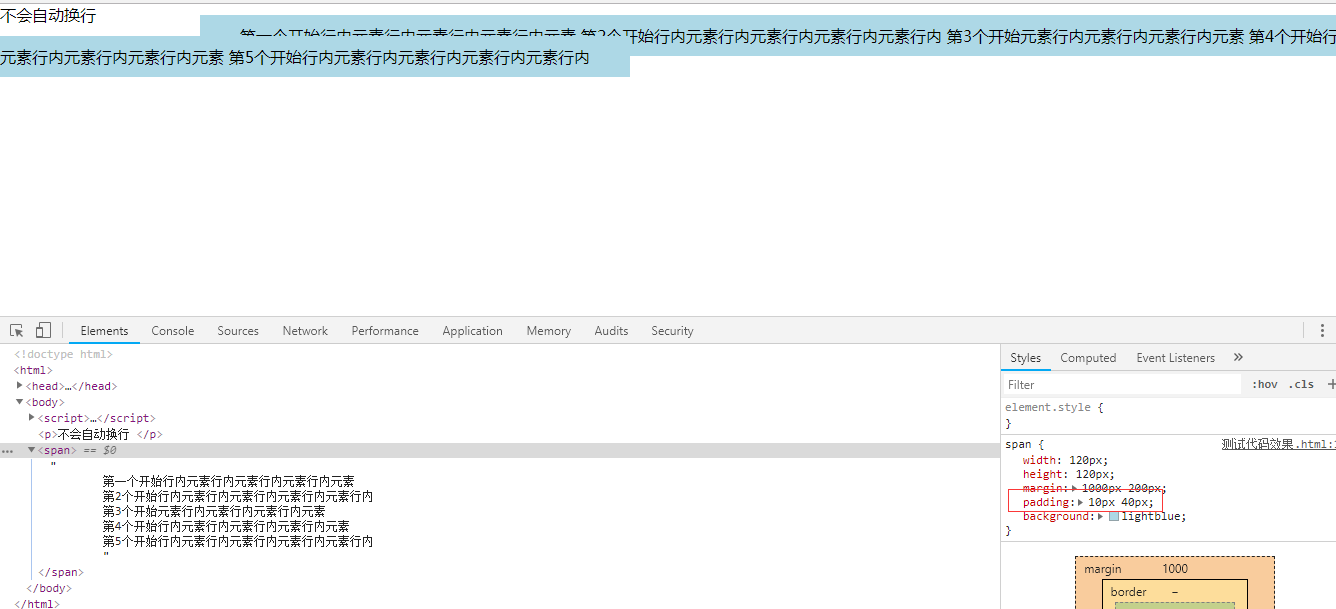 不会自动换行
第一个开始行内元素行内元素行内元素行内元素 第2个开始行内元素行内元素行内元素行内元素行内 第3个开始元素行内元素行内元素行内元素 第4个开始行
元素行内元素行内元素行内元素 第5个开始行内元素行内元素行内元素行内元素行内
Elements Console Sources Network Performance Application Memory Audits Security
<!doctype html>
<html>
<head>…</head>
<body>
<script>…</script>
<p>不会自动换行 </p>
<span> == $0
"
第一个开始行内元素行内元素行内元素行内元素
第2个开始行内元素行内元素行内元素行内元素行内
第3个开始元素行内元素行内元素行内元素
第4个开始行内元素行内元素行内元素行内元素
第5个开始行内元素行内元素行内元素行内元素行内
"
</span>
</body>
</html>
Styles Computed Event Listeners »
Filter :hov .cls +
element.style {
}
span { 测试代码效果.html:
width: 120px;
height: 120px;
margin: 1000px 200px;
padding: 10px 40px;
background: lightblue;
}
margin 1000
border –